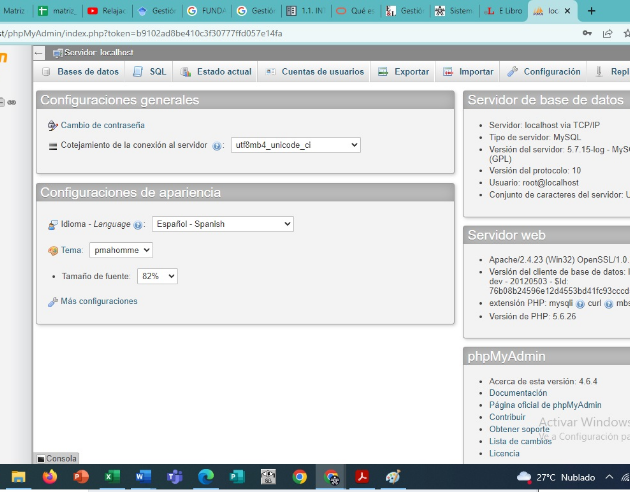 Matriz
matriz
Relajac
Gestión
FUNDA
Gestión
1.1. IN
Qué es
Gestió
Sistem
E Libro
loc
st/phpMyAdmin/index.php?token=b9102ad8be410c3f30777ffd057e14fa
Servidor: localhost
Bases de datos SQL Estado actual Cuentas de usuarios Exportar Importar Configuración Repl
Configuraciones generales
Cambio de contraseña
Cotejamiento de la conexión al servidor : utf8mb4_unicode_ci
Configuraciones de apariencia
Idioma - Language : Español - Spanish
Tema: pmahomme
Tamaño de fuente: 82%
Más configuraciones
Servidor de base de datos
Servidor: localhost via TCP/IP
Tipo de servidor: MySQL
Versión del servidor: 5.7.15-log - MySC
(GPL)
Versión del protocolo: 10
Usuario: root@localhost
Conjunto de caracteres del servidor: U
Servidor web
Apache/2.4.23 (Win32) OpenSSL/1.0.
Versión del cliente de base de datos: l
dev - 20120503 - $Id:
76b08b24596e12d4553bd41fc93cccd
extensión PHP: mysqli curl mbs
Versión de PHP: 5.6.26
phpMyAdmin
Acerca de esta versión: 4.6.4
Documentación
Página oficial de phpMyAdmin
Contribuir
Obtener soporte
Lista de cambios
Licencia
Activar Windows
Ve a Configuración pa
Consola
27°C Nublado